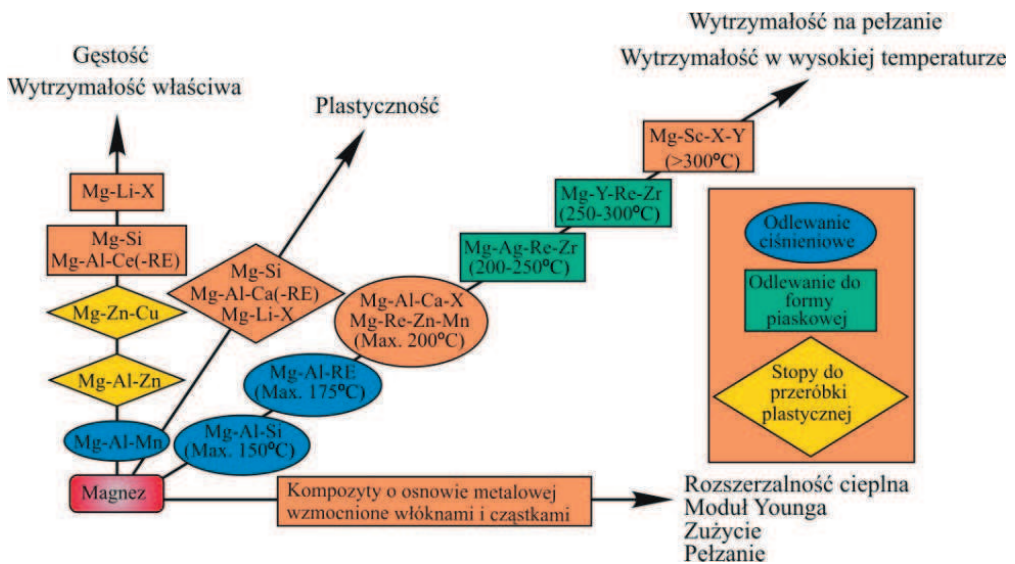 Wytrzymałość na pełzanie
Wytrzymałość w wysokiej temperaturze
Gęstość
Wytrzymałość właściwa
Plastyczność
Mg-Sc-X-Y
(>300°C)
Mg-Li-X
Mg-Y-Re-Zr
(250-300°C)
Mg-Si
Mg-Al-Ce(-RE)
Mg-Ag-Re-Zr
(200-250°C)
Mg-Si
Mg-Al-Ca(-RE)
Mg-Li-X
Mg-Al-Ca-X
Mg-Re-Zn-Mn
(Max. 200°C)
Mg-Zn-Cu
Mg-Al-Zn
Mg-Al-RE
(Max. 175°C)
Mg-Al-Mn
Mg-Al-Si
(Max. 150°C)
Magnez
Kompozyty o osnowie metalowej
wzmocnione włóknami i cząstkami
Rozszerzalność cieplna
Moduł Younga
Zużycie
Pełzanie
Odlewanie
ciśnieniowe
Odlewanie do
formy
piaskowej
Stopy do
przeróbki
plastycznej